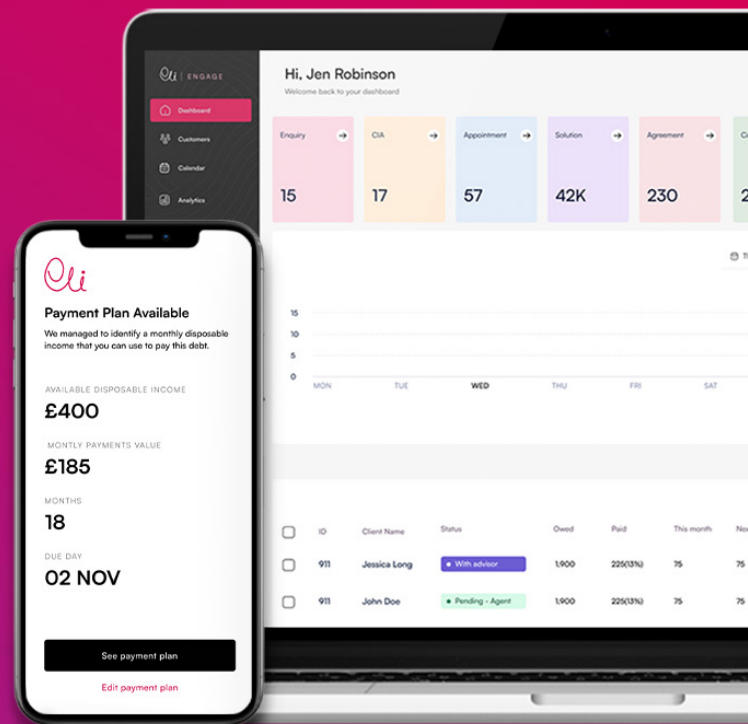 Eli | ENGAGE
Dashboard
Customers
Calendar
Analytics
Hi, Jen Robinson
Welcome back to your dashboard
Enquiry
15
CIA
17
Appointment
57
Solution
42K
Agreement
230
15
10
5
0
MON TUE WED THU FRI SAT
ID Client Name Status Owed Paid This month
911 Jessica Long With advisor 1,900 225(13%) 75 75
911 John Doe Pending - Agent 1,900 225(13%) 75 75
Eli
Payment Plan Available
We managed to identify a monthly disposable
income that you can use to pay this debt.
AVAILABLE DISPOSABLE INCOME
£400
MONTLY PAYMENTS VALUE
£185
MONTHS
18
DUE DAY
02 NOV
See payment plan
Edit payment plan